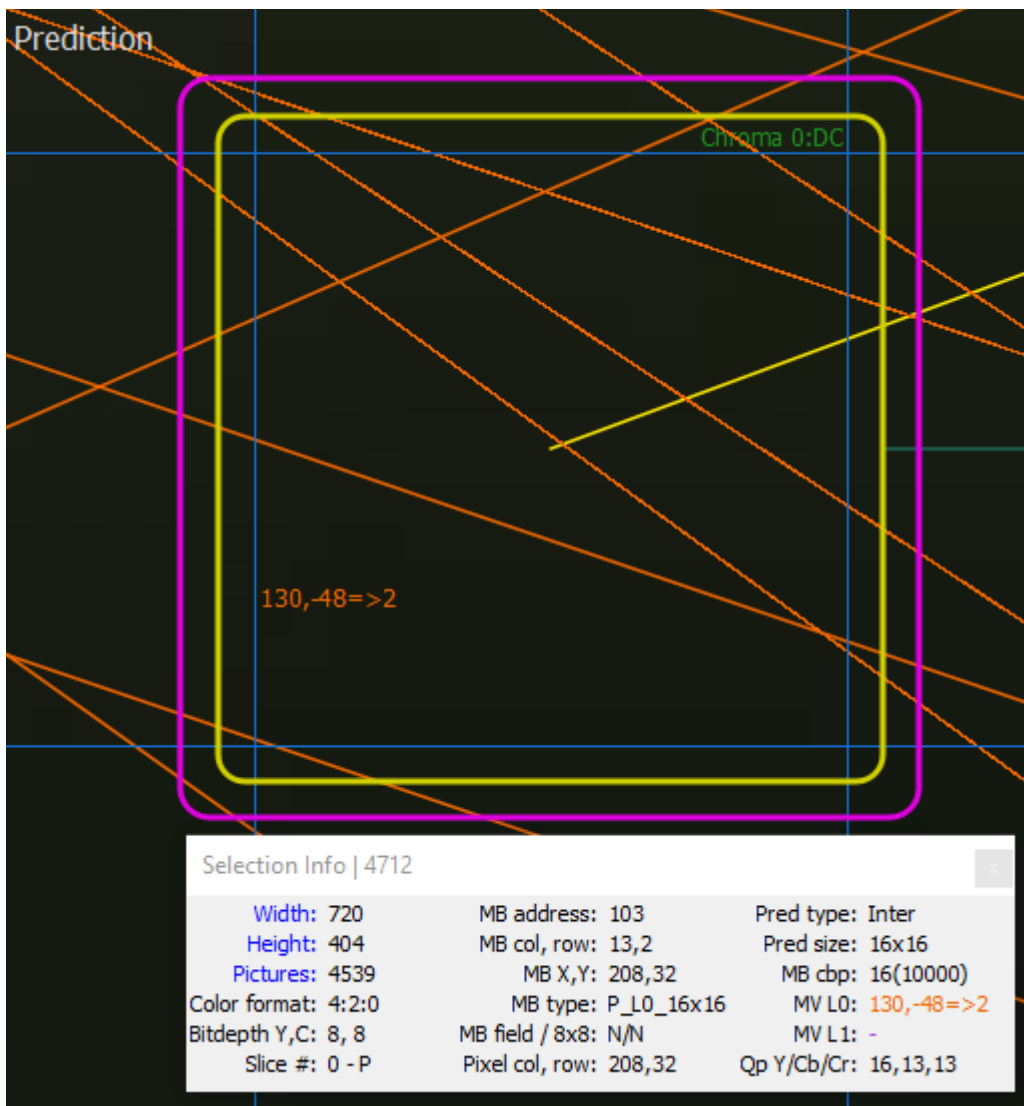 Prediction
Chroma 0:DC
130,-48=>2
Selection Info | 4712
x
Width: 720 MB address: 103 Pred type: Inter
Height: 404 MB col, row: 13,2 Pred size: 16x16
Pictures: 4539 MB X,Y: 208,32 MB cbp: 16(10000)
Color format: 4:2:0 MB type: P_L0_16x16 MV L0: 130,-48=>2
Bitdepth Y,C: 8, 8 MB field / 8x8: N/N MV L1: -
Slice #: 0 - P Pixel col, row: 208,32 Qp Y/Cb/Cr: 16,13,13